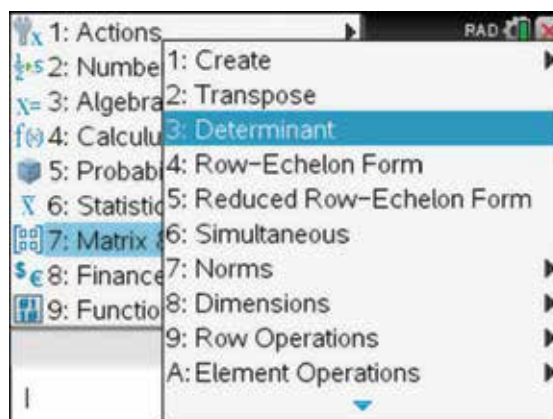 1: Actions
2: Numbe
3: Algebra
4: Calculu
5: Probabi
6: Statistic
7: Matrix &
8: Finance
9: Functio
RAD
1: Create
2: Transpose
3: Determinant
4: Row-Echelon Form
5: Reduced Row-Echelon Form
6: Simultaneous
7: Norms
8: Dimensions
9: Row Operations
A: Element Operations